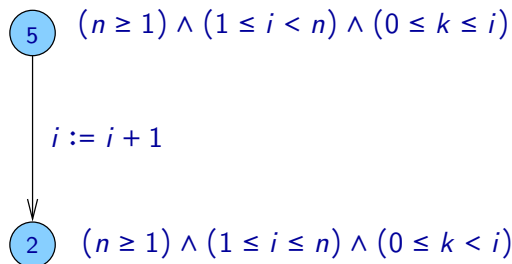 5 (n ≥ 1) ∧ (1 ≤ i < n) ∧ (0 ≤ k ≤ i)
i := i + 1
2 (n ≥ 1) ∧ (1 ≤ i ≤ n) ∧ (0 ≤ k < i)